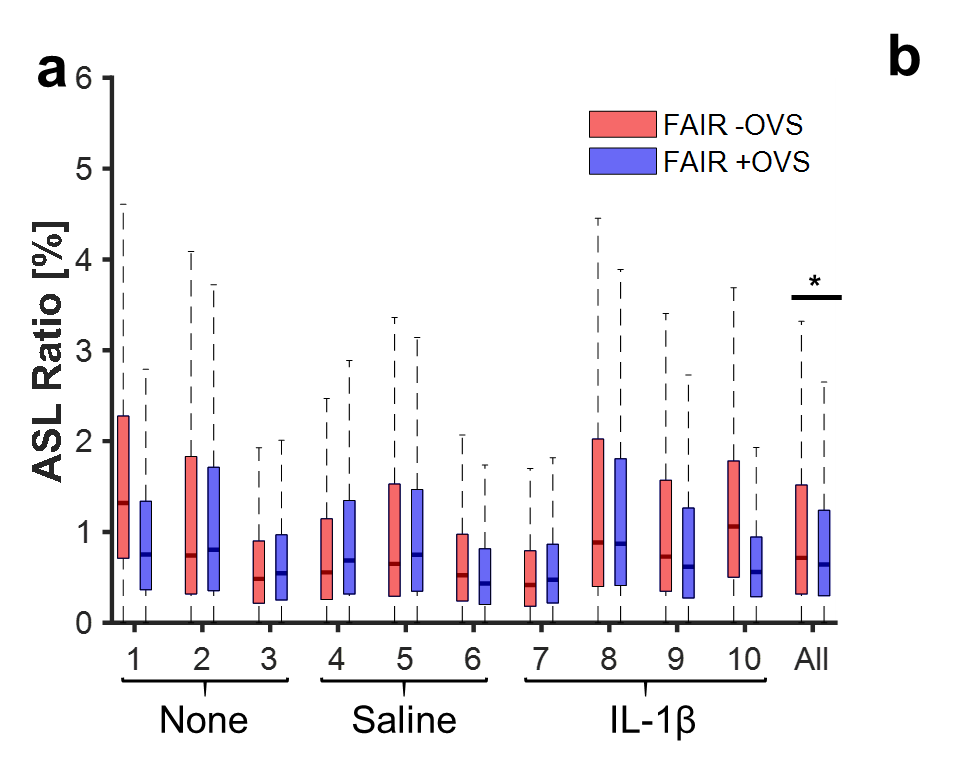 a
b
6
5
4
3
2
1
0
ASL Ratio [%]
FAIR -OVS
FAIR +OVS
*
1 2 3 4 5 6 7 8 9 10 All
None Saline IL-1β